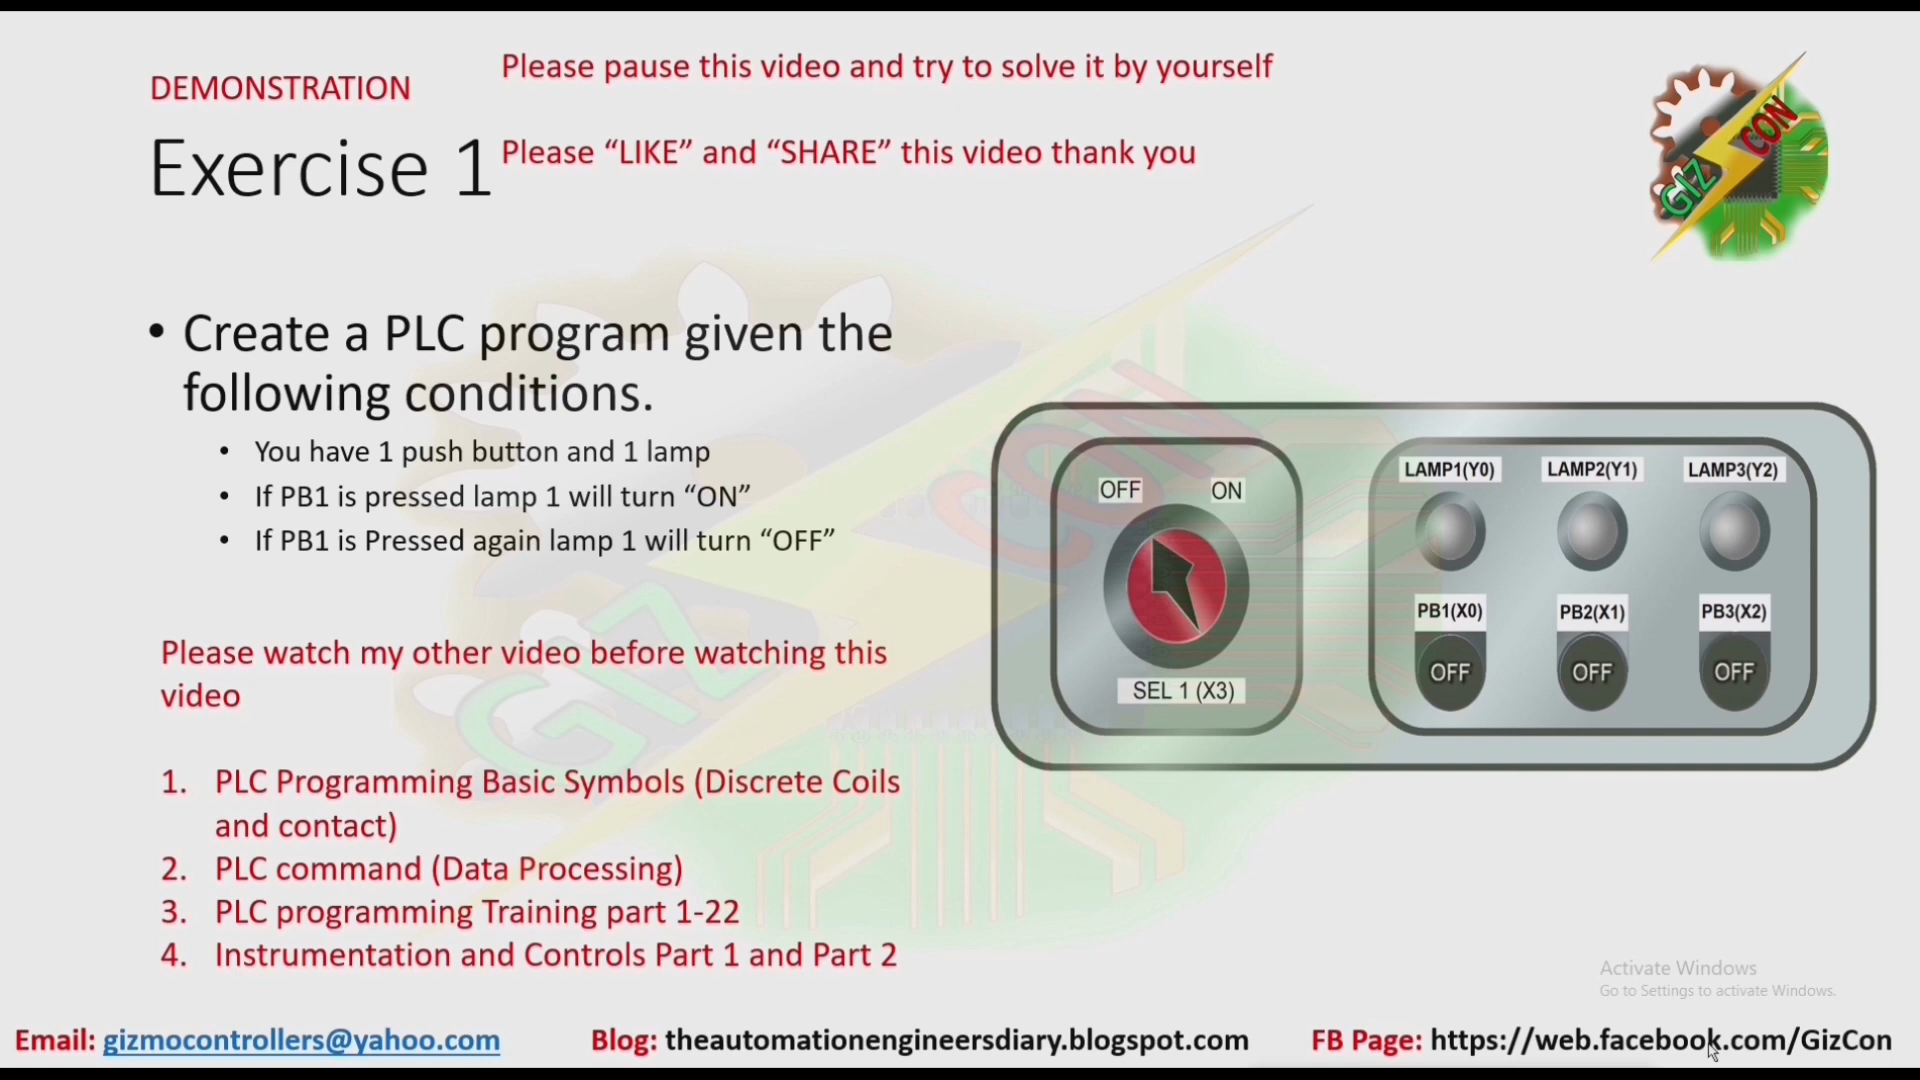 DEMONSTRATION
Please pause this video and try to solve it by yourself
Exercise 1
Please “LIKE” and “SHARE” this video thank you
GIZ CON
• Create a PLC program given the
following conditions.
• You have 1 push button and 1 lamp
• If PB1 is pressed lamp 1 will turn “ON”
• If PB1 is Pressed again lamp 1 will turn “OFF”
Please watch my other video before watching this
video
1. PLC Programming Basic Symbols (Discrete Coils
and contact)
2. PLC command (Data Processing)
3. PLC programming Training part 1-22
4. Instrumentation and Controls Part 1 and Part 2
GIZ CON
OFF ON
SEL 1 (X3)
LAMP1(Y0) LAMP2(Y1) LAMP3(Y2)
PB1(X0) PB2(X1) PB3(X2)
OFF OFF OFF
Activate Windows
Go to Settings to activate Windows.
Email: gizmocontrollers@yahoo.com Blog: theautomationengineersdiary.blogspot.com FB Page: https://web.facebook.com/GizCon